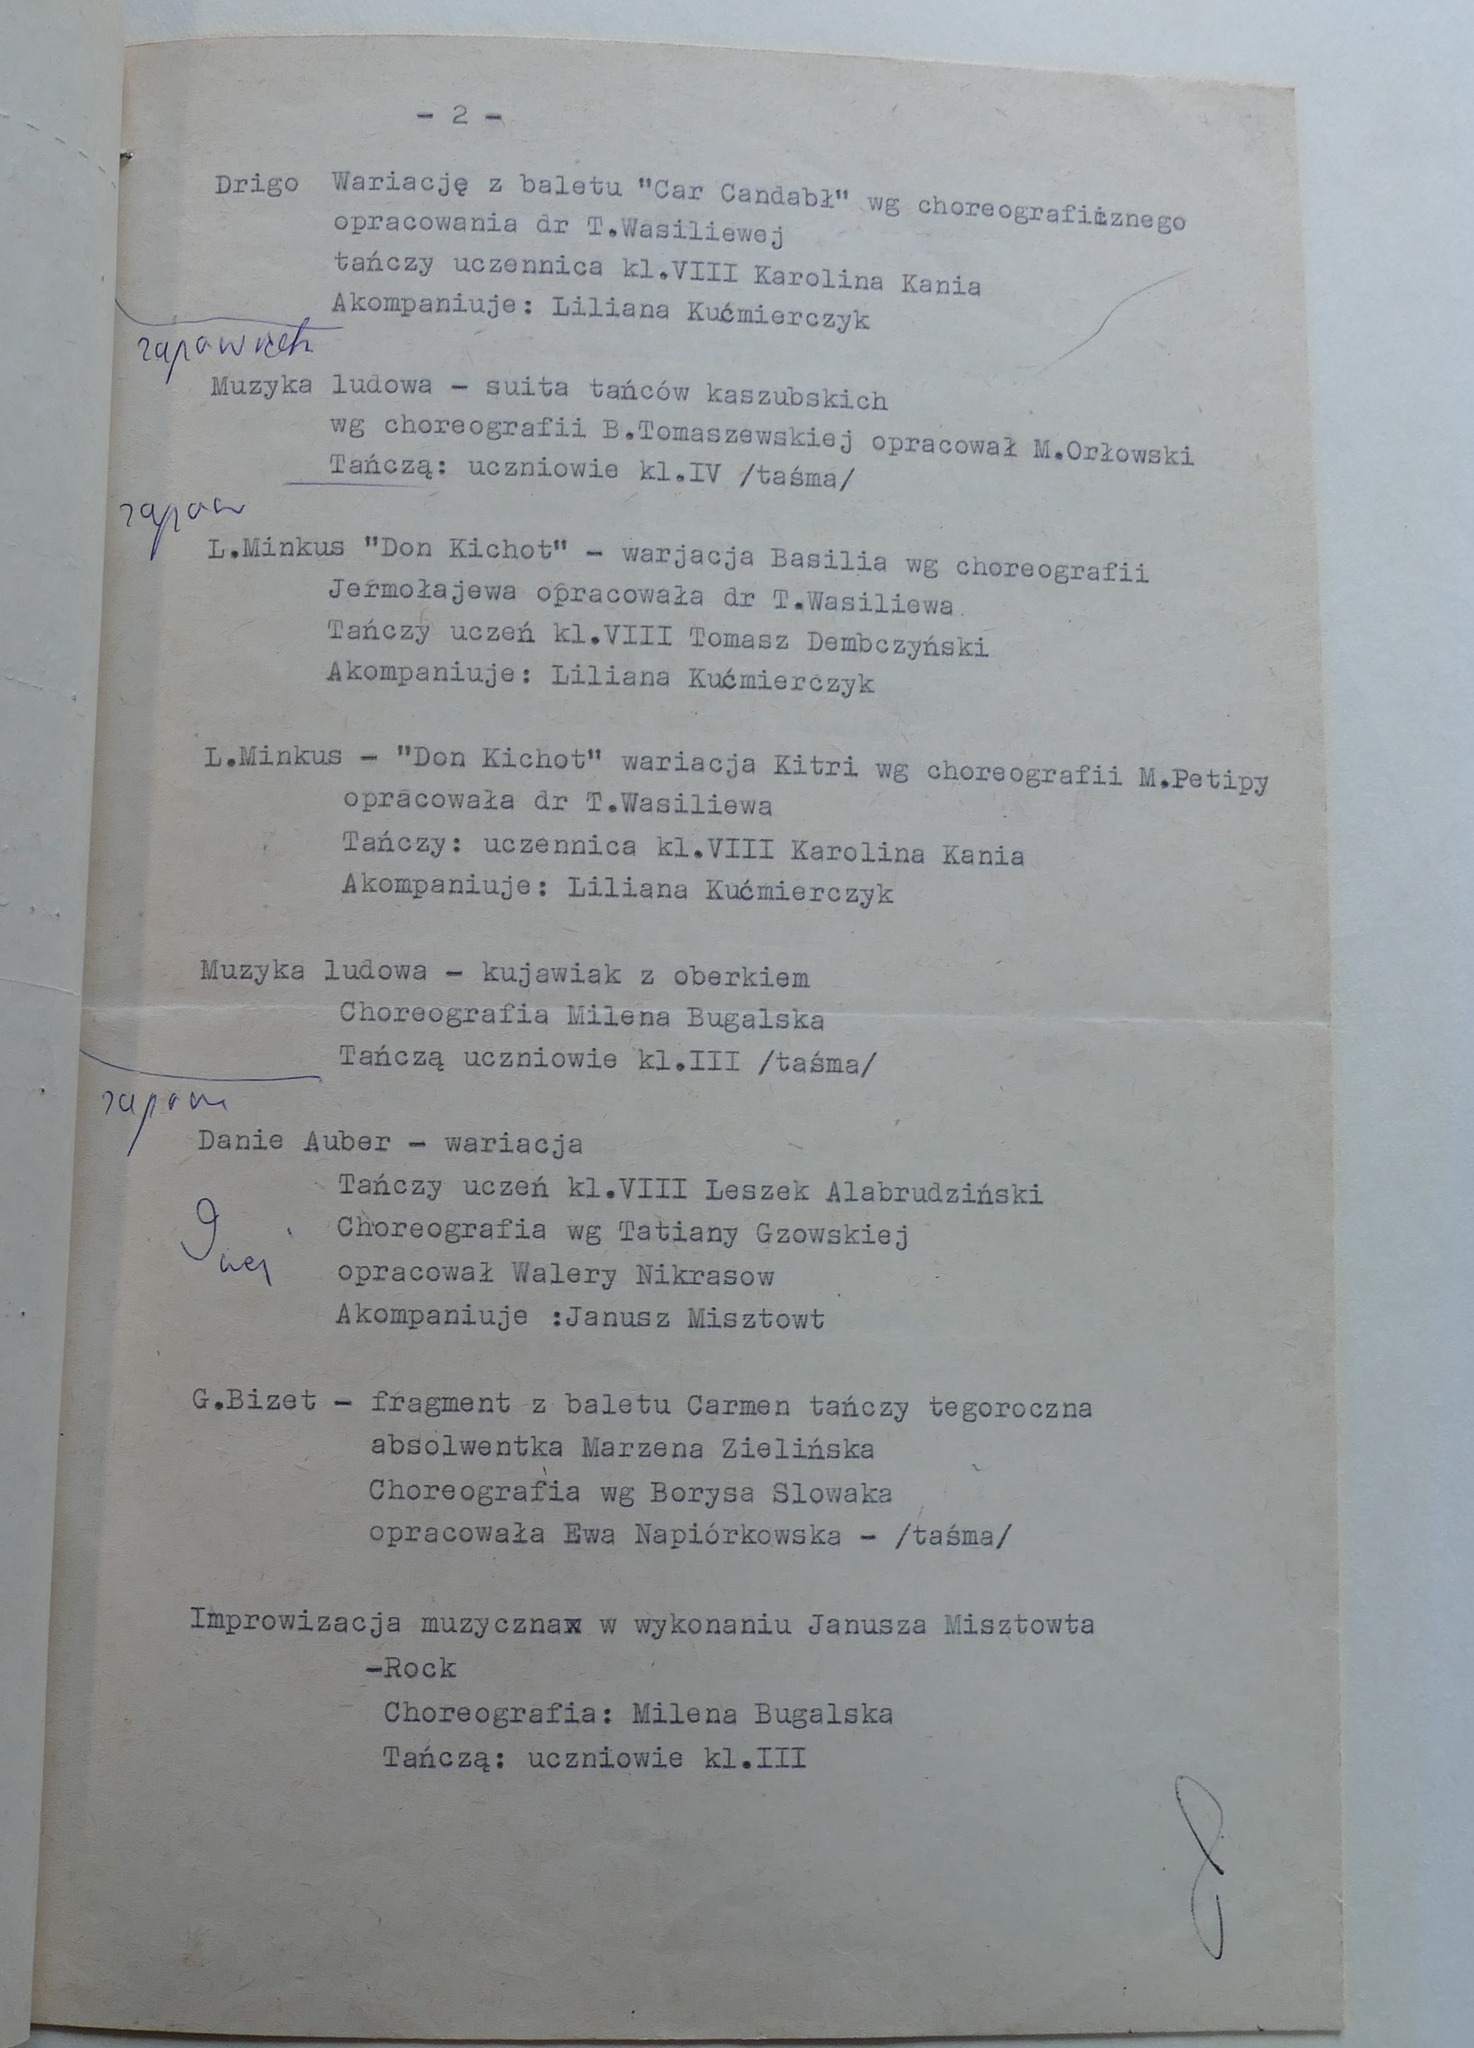 - 2 -
Drigo Wariację z baletu "Car Candabł" wg choreograficznego
opracowania dr T.Wasiliewej
tańczy uczennica kl.VIII Karolina Kania
Akompaniuje: Liliana Kućmierczyk
Muzyka ludowa - suita tańców kaszubskich
wg choreografii B.Tomaszewskiej opracował M.Orłowski
Tańczą: uczniowie kl.IV /taśma/
zapow
L.Minkus "Don Kichot" - warjacja Basilia wg choreografii
Jermołajewa opracowała dr T.Wasiliewa
Tańczy uczeń kl.VIII Tomasz Dembczyński
Akompaniuje: Liliana Kućmierczyk
L.Minkus - "Don Kichot" wariacja Kitri wg choreografii M.Petipy
opracowała dr T.Wasiliewa
Tańczy: uczennica kl.VIII Karolina Kania
Akompaniuje: Liliana Kućmierczyk
Muzyka ludowa - kujawiak z oberkiem
Choreografia Milena Bugalska
Tańczą uczniowie kl.III /taśma/
Danie Auber - wariacja
Tańczy uczeń kl.VIII Leszek Alabrudziński
Choreografia wg Tatiany Gzowskiej
opracował Walery Nikrasow
Akompaniuje :Janusz Misztowt
G.Bizet - fragment z baletu Carmen tańczy tegoroczna
absolwentka Marzena Zielińska
Choreografia wg Borysa Slowaka
opracowała Ewa Napiórkowska - /taśma/
Improwizacja muzyczna w wykonaniu Janusza Misztowta
-Rock
Choreografia: Milena Bugalska
Tańczą: uczniowie kl.III